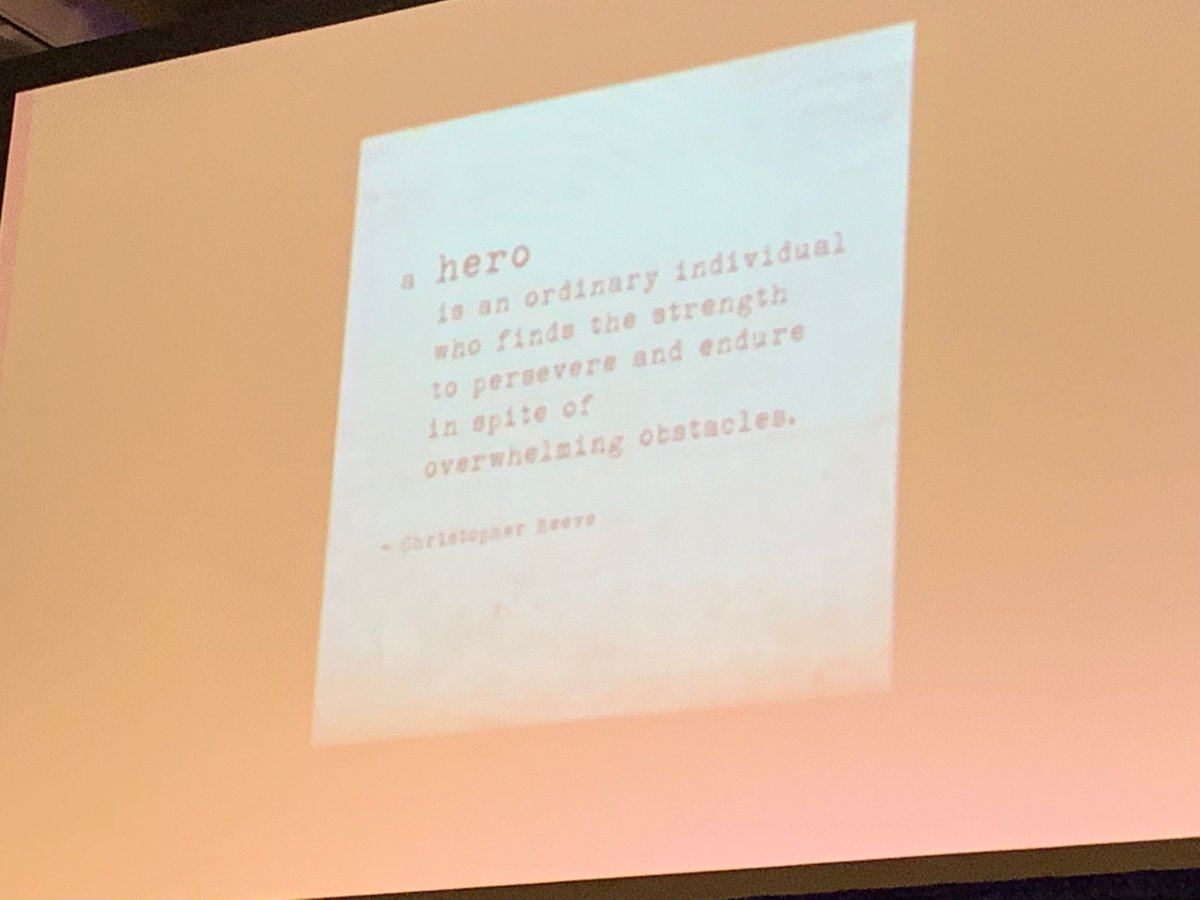 a hero
is an ordinary individual
who finds the strength
to persevere and endure
in spite of
overwhelming obstacles.
~ Christopher Reeve